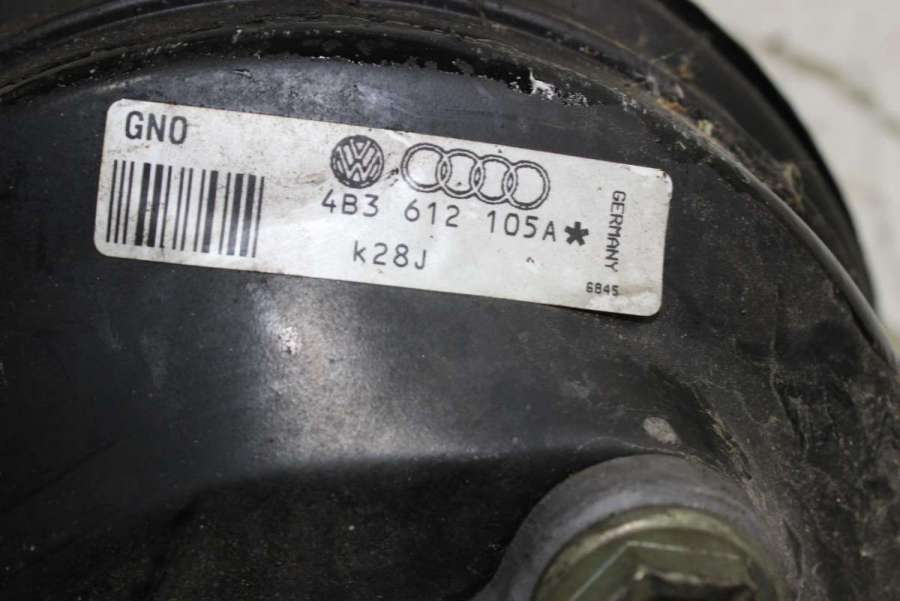 GNO
4B3 612 105A*
k28J
GERMANY
6845